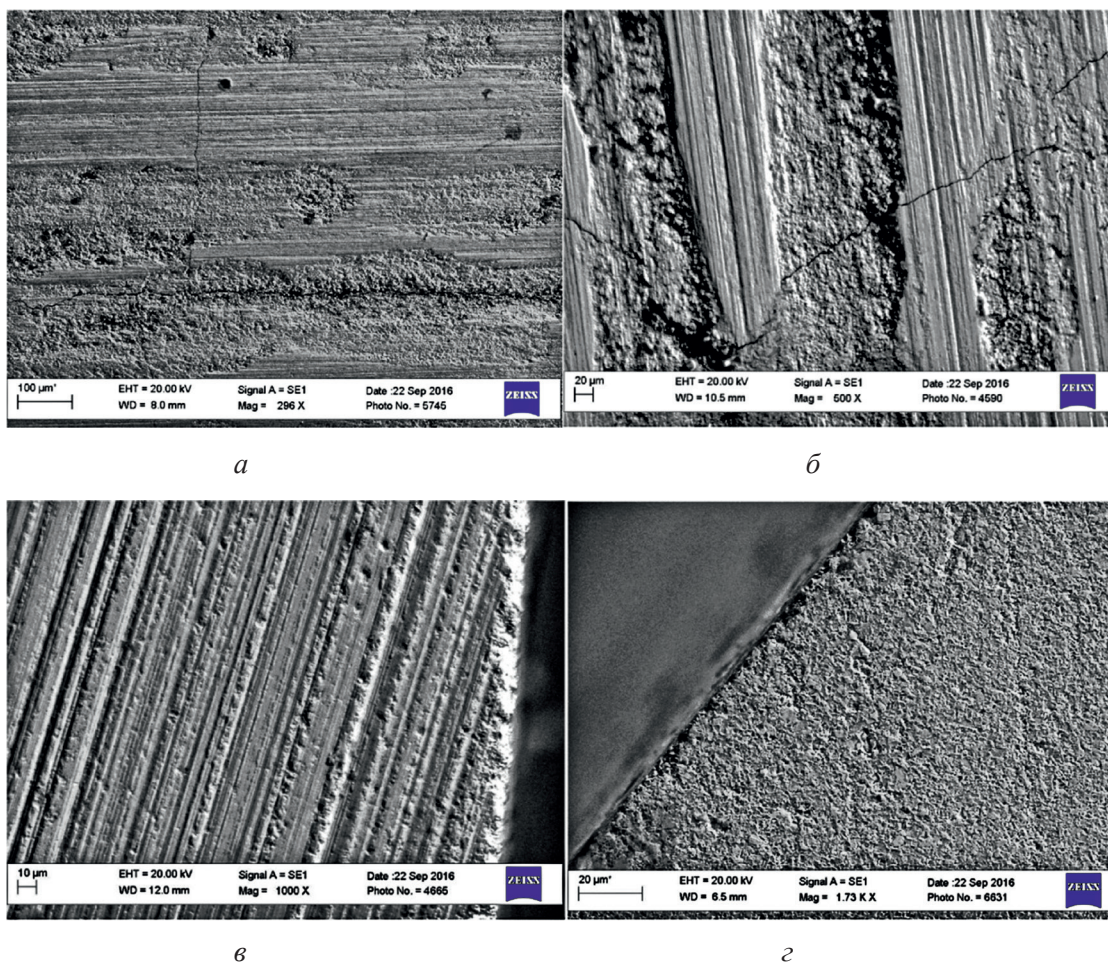 100 µm*
EHT = 20.00 kV
Signal A = SE1
Date :22 Sep 2016
WD = 8.0 mm
Mag = 296 X
Photo No. = 5745
ZEISS
20 µm
EHT = 20.00 kV
Signal A = SE1
Date :22 Sep 2016
WD = 10.5 mm
Mag = 500 X
Photo No. = 4590
ZEISS
а
б
10 µm
EHT = 20.00 kV
Signal A = SE1
Date :22 Sep 2016
WD = 12.0 mm
Mag = 1000 X
Photo No. = 4665
ZEISS
20 µm*
EHT = 20.00 kV
Signal A = SE1
Date :22 Sep 2016
WD = 6.5 mm
Mag = 1.73 K X
Photo No. = 6631
ZEISS
в
г